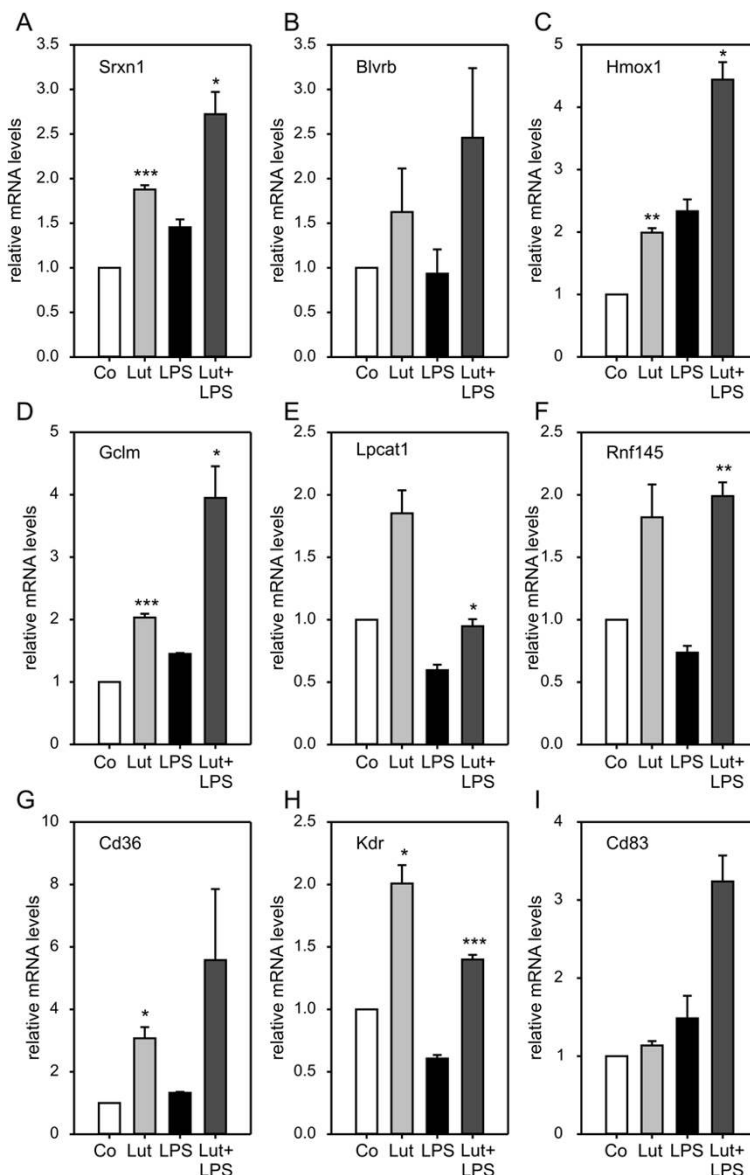 A
Srxn1
relative mRNA levels
3.5
3.0
2.5
2.0
1.5
1.0
0.5
0.0
***
*
Co Lut LPS Lut+
LPS
B
Blvrb
relative mRNA levels
3.5
3.0
2.5
2.0
1.5
1.0
0.5
0.0
Co Lut LPS Lut+
LPS
C
Hmox1
relative mRNA levels
5
4
3
2
1
0
**
*
Co Lut LPS Lut+
LPS
D
Gclm
relative mRNA levels
5
4
3
2
1
0
***
*
Co Lut LPS Lut+
LPS
E
Lpcat1
relative mRNA levels
2.5
2.0
1.5
1.0
0.5
0.0
*
Co Lut LPS Lut+
LPS
F
Rnf145
relative mRNA levels
2.5
2.0
1.5
1.0
0.5
0.0
**
Co Lut LPS Lut+
LPS
G
Cd36
relative mRNA levels
10
8
6
4
2
0
*
Co Lut LPS Lut+
LPS
H
Kdr
relative mRNA levels
2.5
2.0
1.5
1.0
0.5
0.0
*
***
Co Lut LPS Lut+
LPS
I
Cd83
relative mRNA levels
4
3
2
1
0
Co Lut LPS Lut+
LPS